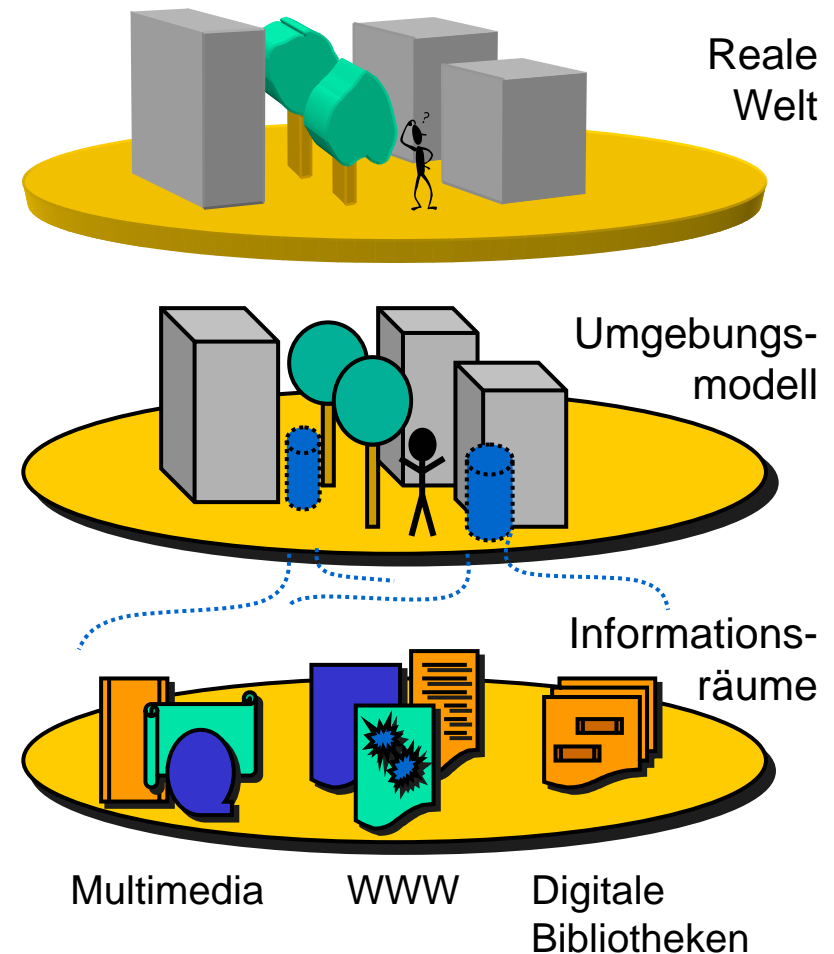 Reale
Welt
?
Umgebungs-
modell
Informations-
räume
Multimedia
WWW
Digitale
Bibliotheken